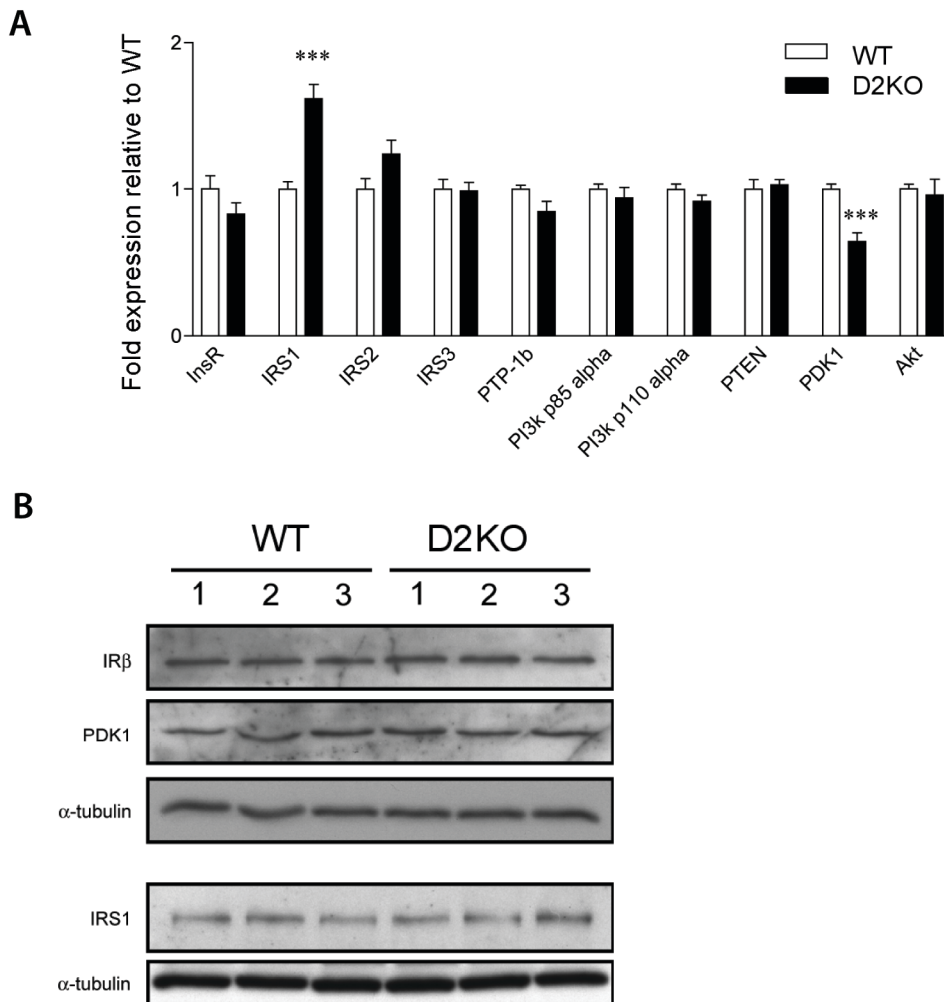 A
Fold expression relative to WT
2
1
0
***
***
WT
D2KO
InsR
IRS1
IRS2
IRS3
PTP-1b
PI3k p85 alpha
PI3k p110 alpha
PTEN
PDK1
Akt
B
WT D2KO
1 2 3 1 2 3
IRβ
PDK1
α-tubulin
IRS1
α-tubulin